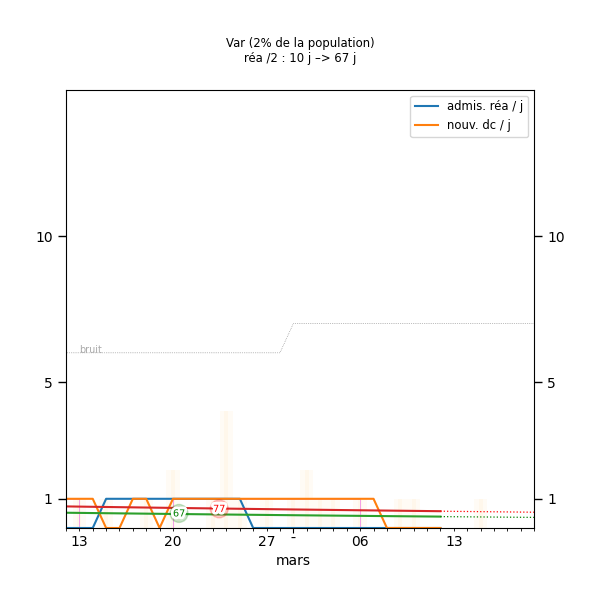 Var (2% de la population)
réa /2 : 10 j –> 67 j
admis. réa / j
nouv. dc / j
10 10
bruit
5 5
1 1
67 77
13 20 27 - 06 13
mars